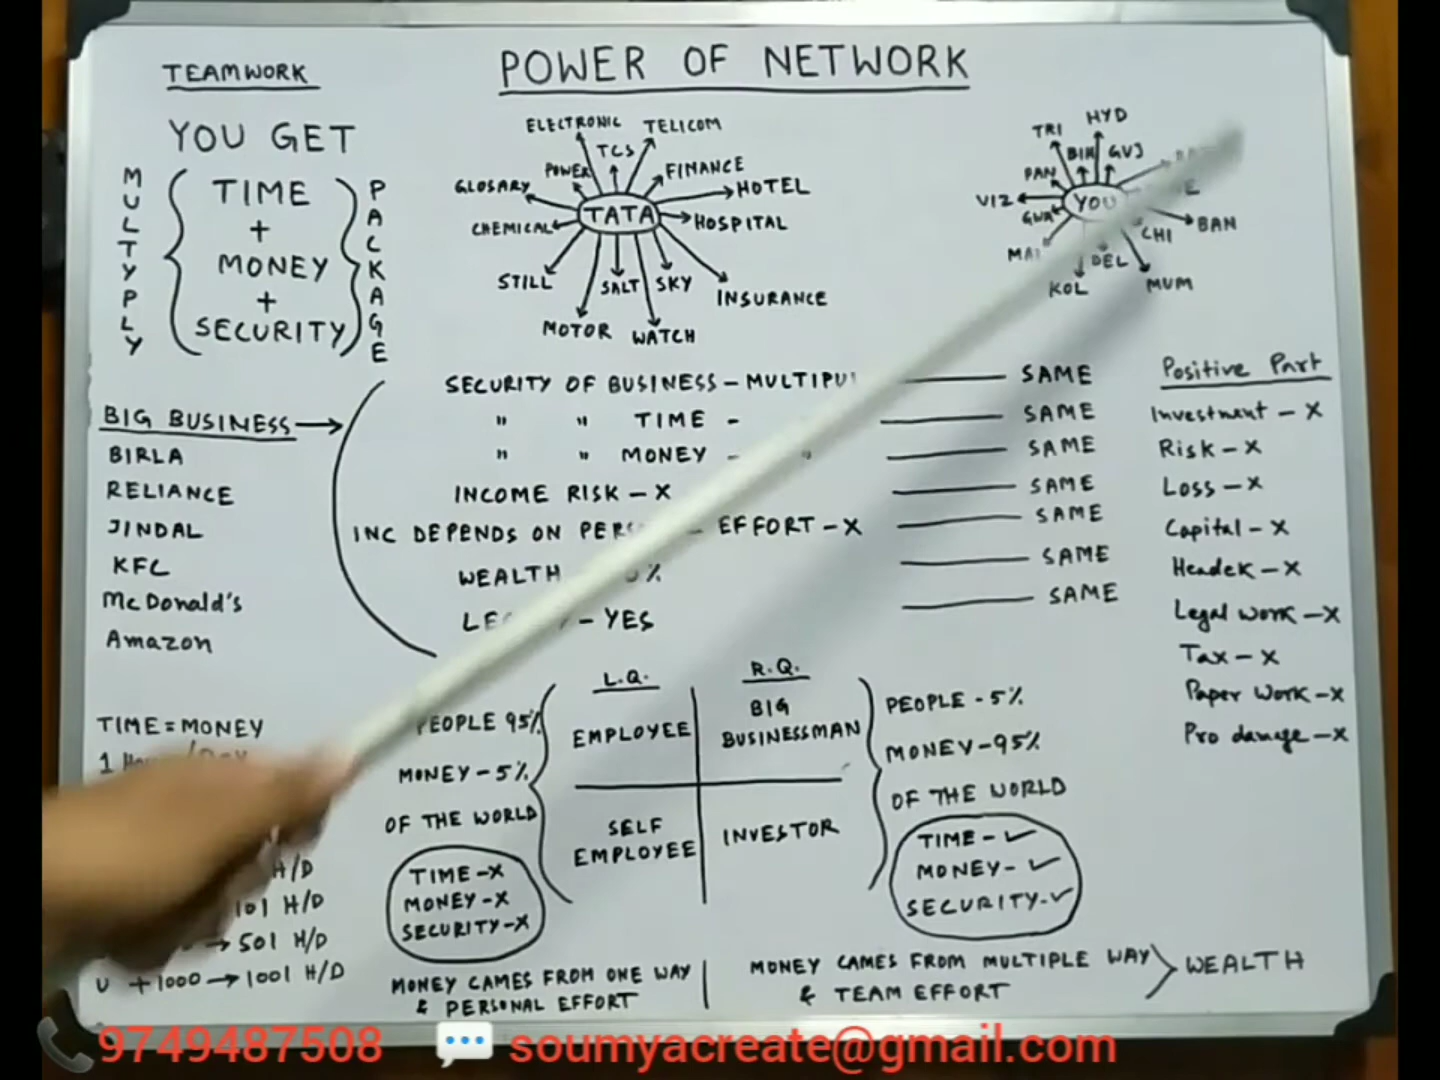 POWER OF NETWORK
TEAMWORK
YOU GET
MULTYPLY
TIME
+
MONEY
+
SECURITY
PACKAGE
ELECTRONIC
TELICOM
TCS
POWER
FINANCE
GLOSARY
HOTEL
TATA
CHEMICAL
HOSPITAL
STILL
SALT
SKY
INSURANCE
MOTOR
WATCH
HYD
TRI
BIH
GUJ
PAN
VIZ
YOU
GWA
BAN
CHI
DEL
KOL
MUM
BIG BUSINESS
BIRLA
RELIANCE
JINDAL
KFC
McDonald's
Amazon
SECURITY OF BUSINESS - SAME
" " TIME - SAME
" " MONEY - " SAME
INCOME RISK - X SAME
INC DEPENDS ON EFFORT - X SAME
WEALTH SAME
- YES SAME
Positive Part
Investment - X
Risk - X
Loss - X
Capital - X
Headek - X
Legal work - X
Tax - X
Paper Work - X
Pro damage - X
TIME = MONEY
1
H/D
101 H/D
→ 501 H/D
U + 1000 → 1001 H/D
PEOPLE 95%
MONEY - 5%
OF THE WORLD
TIME - X
MONEY - X
SECURITY - X
L.Q.
R.Q.
EMPLOYEE
BIG
BUSINESSMAN
SELF
EMPLOYEE
INVESTOR
PEOPLE - 5%
MONEY - 95%
OF THE WORLD
TIME - ✓
MONEY - ✓
SECURITY - ✓
MONEY CAMES FROM ONE WAY
& PERSONAL EFFORT
MONEY CAMES FROM MULTIPLE WAY
& TEAM EFFORT
WEALTH
9749487508
soumyacreate@gmail.com